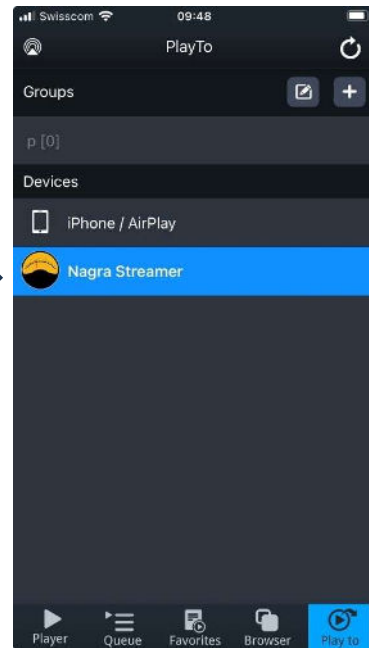 Swisscom 09:48
PlayTo
Groups
p [0]
Devices
iPhone / AirPlay
Nagra Streamer
Player Queue Favorites Browser Play to